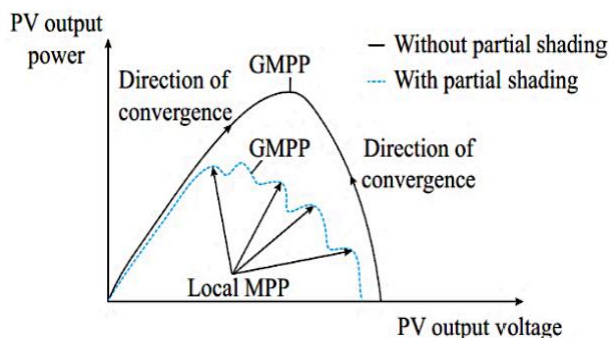 PV output
power
GMPP
Without partial shading
With partial shading
Direction of
convergence
GMPP
Direction of
convergence
Local MPP
PV output voltage